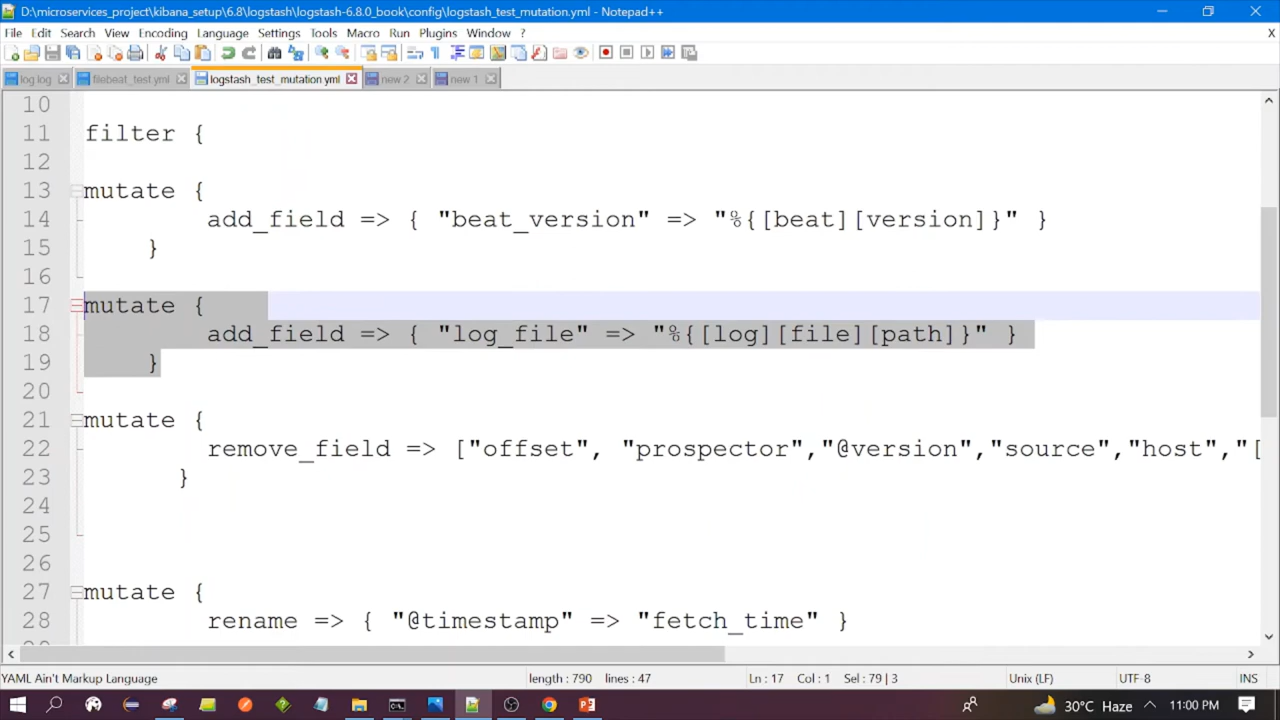 D:\microservices_project\kibana_setup\6.8\logstash\logstash-6.8.0_book\config\logstash_test_mutation.yml - Notepad++
File Edit Search View Encoding Language Settings Tools Macro Run Plugins Window ? X
log log filebeat_test.yml logstash_test_mutation.yml new 2 new 1
10
11 filter {
12
13 mutate {
14 add_field => { "beat_version" => "%{[beat][version]}" }
15 }
16
17 mutate {
18 add_field => { "log_file" => "%{[log][file][path]}" }
19 }
20
21 mutate {
22 remove_field => ["offset", "prospector","@version","source","host","[
23 }
24
25
26
27 mutate {
28 rename => { "@timestamp" => "fetch_time" }
YAML Ain't Markup Language length : 790 lines : 47 Ln : 17 Col : 1 Sel : 79 | 3 Unix (LF) UTF-8 INS
30°C Haze 11:00 PM